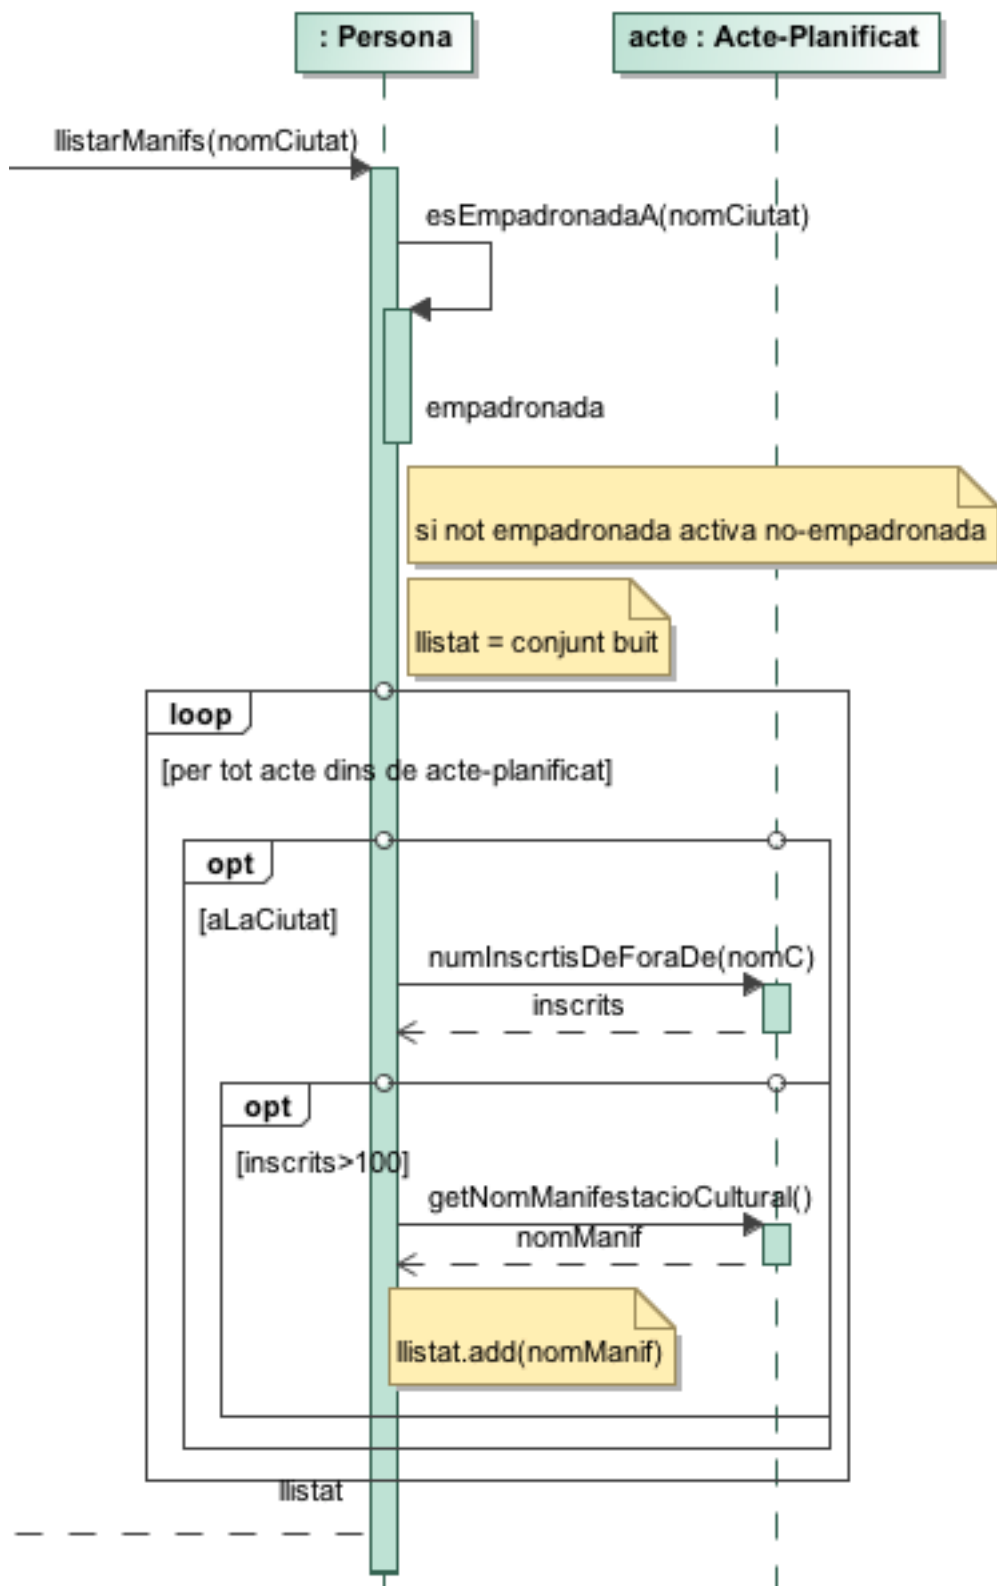 : Persona
acte : Acte-Planificat
llistarManifs(nomCiutat)
esEmpadronadaA(nomCiutat)
empadronada
si not empadronada activa no-empadronada
llistat = conjunt buit
loop
[per tot acte dins de acte-planificat]
opt
[aLaCiutat]
numInscrtisDeForaDe(nomC)
inscrits
opt
[inscrits>100]
getNomManifestacioCultural()
nomManif
llistat.add(nomManif)
llistat